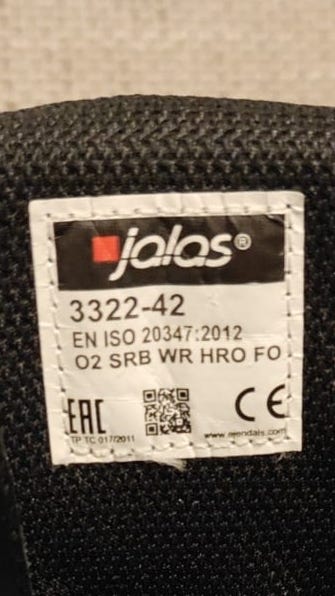 jalas®
3322-42
EN ISO 20347:2012
O2 SRB WR HRO FO
EAC CE
TP TC 017/2011
www.ejendals.com